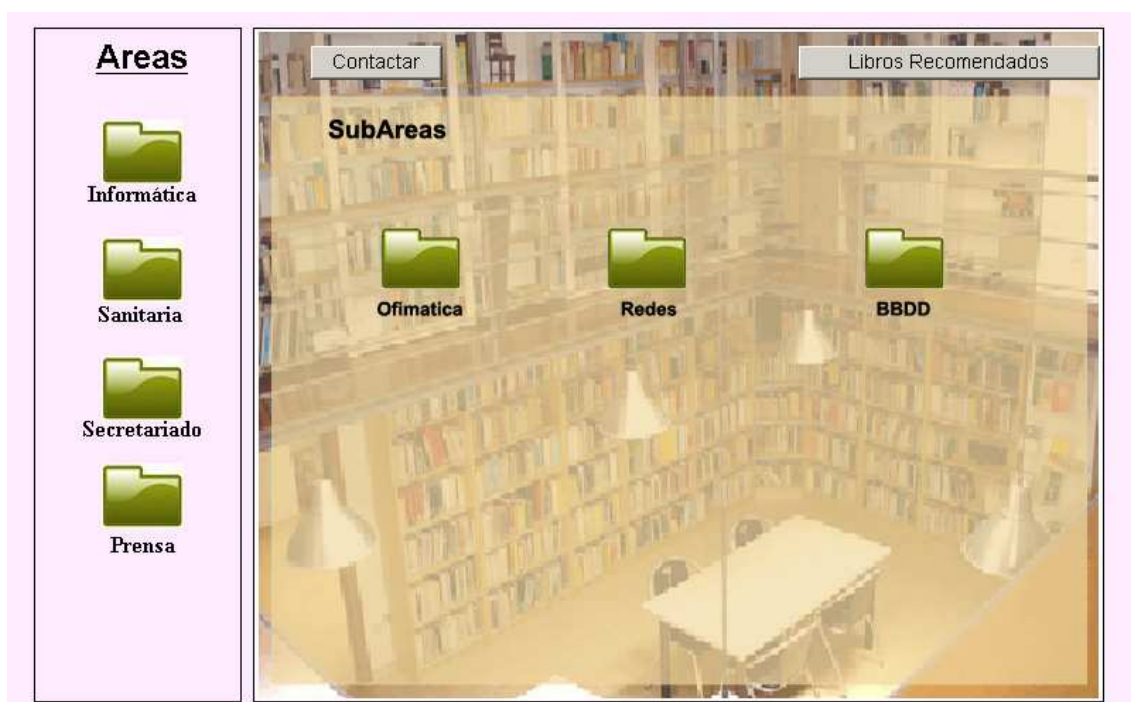 Areas
Informática
Sanitaria
Secretariado
Prensa
Contactar
Libros Recomendados
SubAreas
Ofimatica
Redes
BBDD